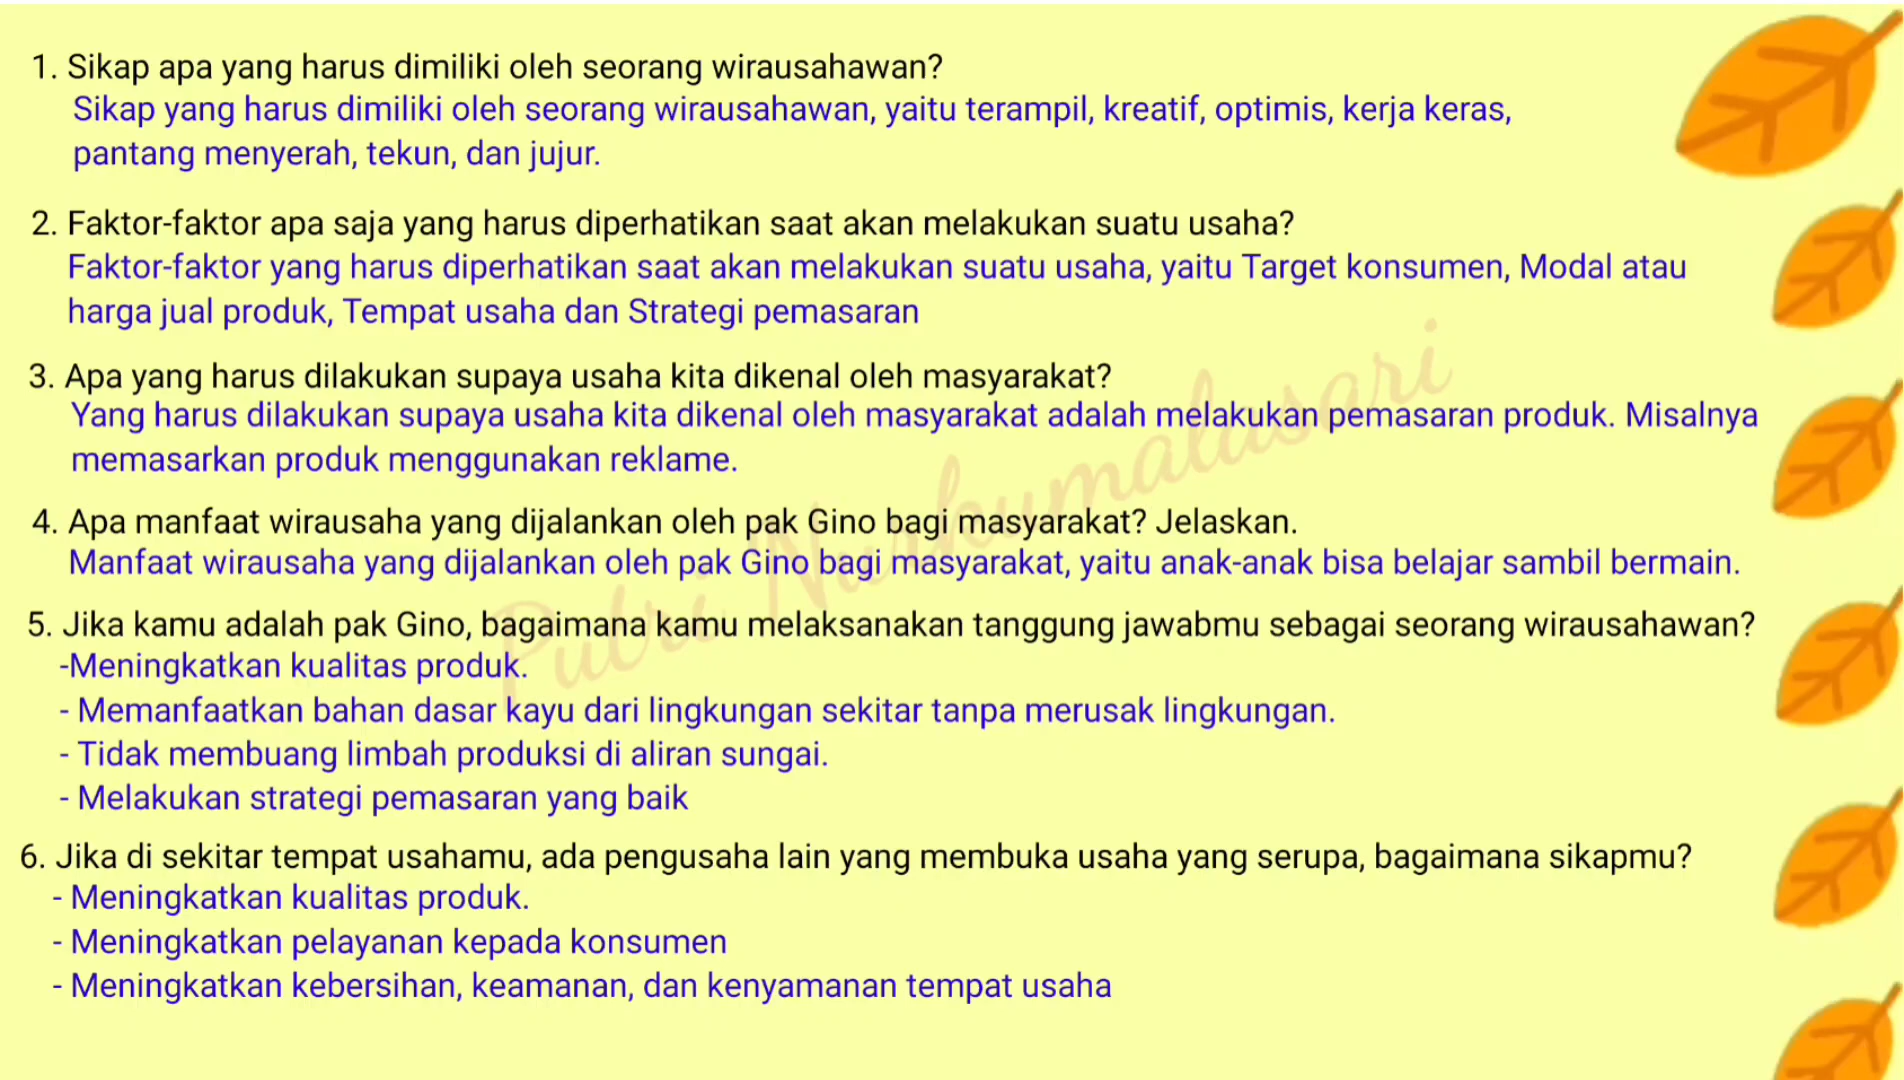 1. Sikap apa yang harus dimiliki oleh seorang wirausahawan?
Sikap yang harus dimiliki oleh seorang wirausahawan, yaitu terampil, kreatif, optimis, kerja keras,
pantang menyerah, tekun, dan jujur.
2. Faktor-faktor apa saja yang harus diperhatikan saat akan melakukan suatu usaha?
Faktor-faktor yang harus diperhatikan saat akan melakukan suatu usaha, yaitu Target konsumen, Modal atau
harga jual produk, Tempat usaha dan Strategi pemasaran
3. Apa yang harus dilakukan supaya usaha kita dikenal oleh masyarakat?
Yang harus dilakukan supaya usaha kita dikenal oleh masyarakat adalah melakukan pemasaran produk. Misalnya
memasarkan produk menggunakan reklame.
4. Apa manfaat wirausaha yang dijalankan oleh pak Gino bagi masyarakat? Jelaskan.
Manfaat wirausaha yang dijalankan oleh pak Gino bagi masyarakat, yaitu anak-anak bisa belajar sambil bermain.
5. Jika kamu adalah pak Gino, bagaimana kamu melaksanakan tanggung jawabmu sebagai seorang wirausahawan?
-Meningkatkan kualitas produk.
- Memanfaatkan bahan dasar kayu dari lingkungan sekitar tanpa merusak lingkungan.
- Tidak membuang limbah produksi di aliran sungai.
- Melakukan strategi pemasaran yang baik
6. Jika di sekitar tempat usahamu, ada pengusaha lain yang membuka usaha yang serupa, bagaimana sikapmu?
- Meningkatkan kualitas produk.
- Meningkatkan pelayanan kepada konsumen
- Meningkatkan kebersihan, keamanan, dan kenyamanan tempat usaha
Putri Nurkumalasari